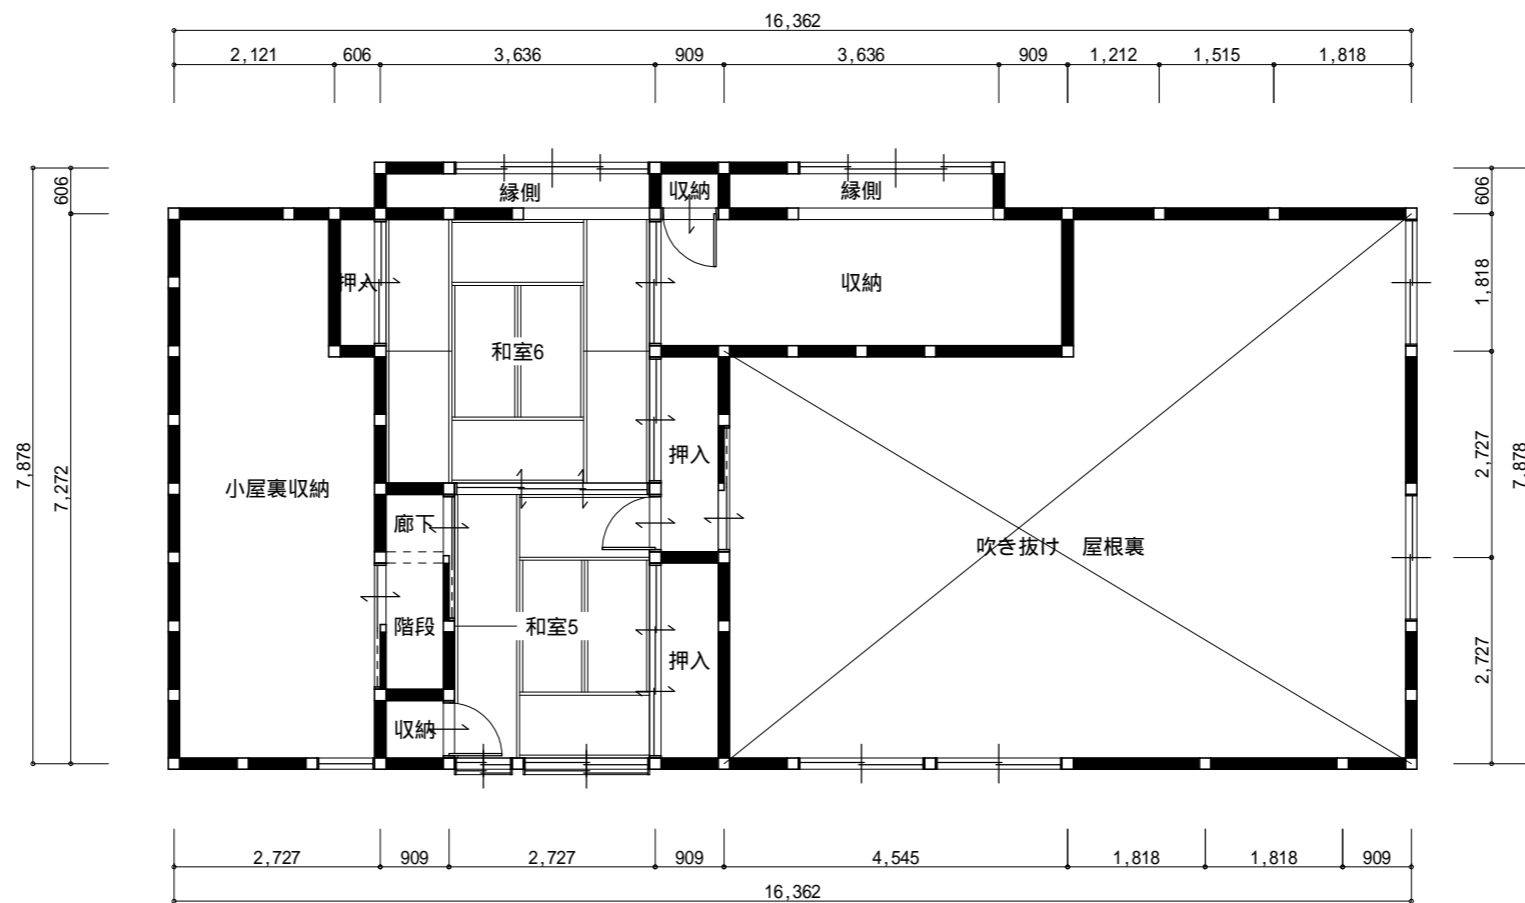 16,362
2,121 606 3,636 909 3,636 909 1,212 1,515 1,818
606
縁側
収納
縁側
606
押入
収納
1,818
和室6
7,878
7,272
押入
2,727
7,878
小屋裏収納
廊下
吹き抜け 屋根裏
階段
和室5
押入
2,727
収納
2,727 909 2,727 909 4,545 1,818 1,818 909
16,362